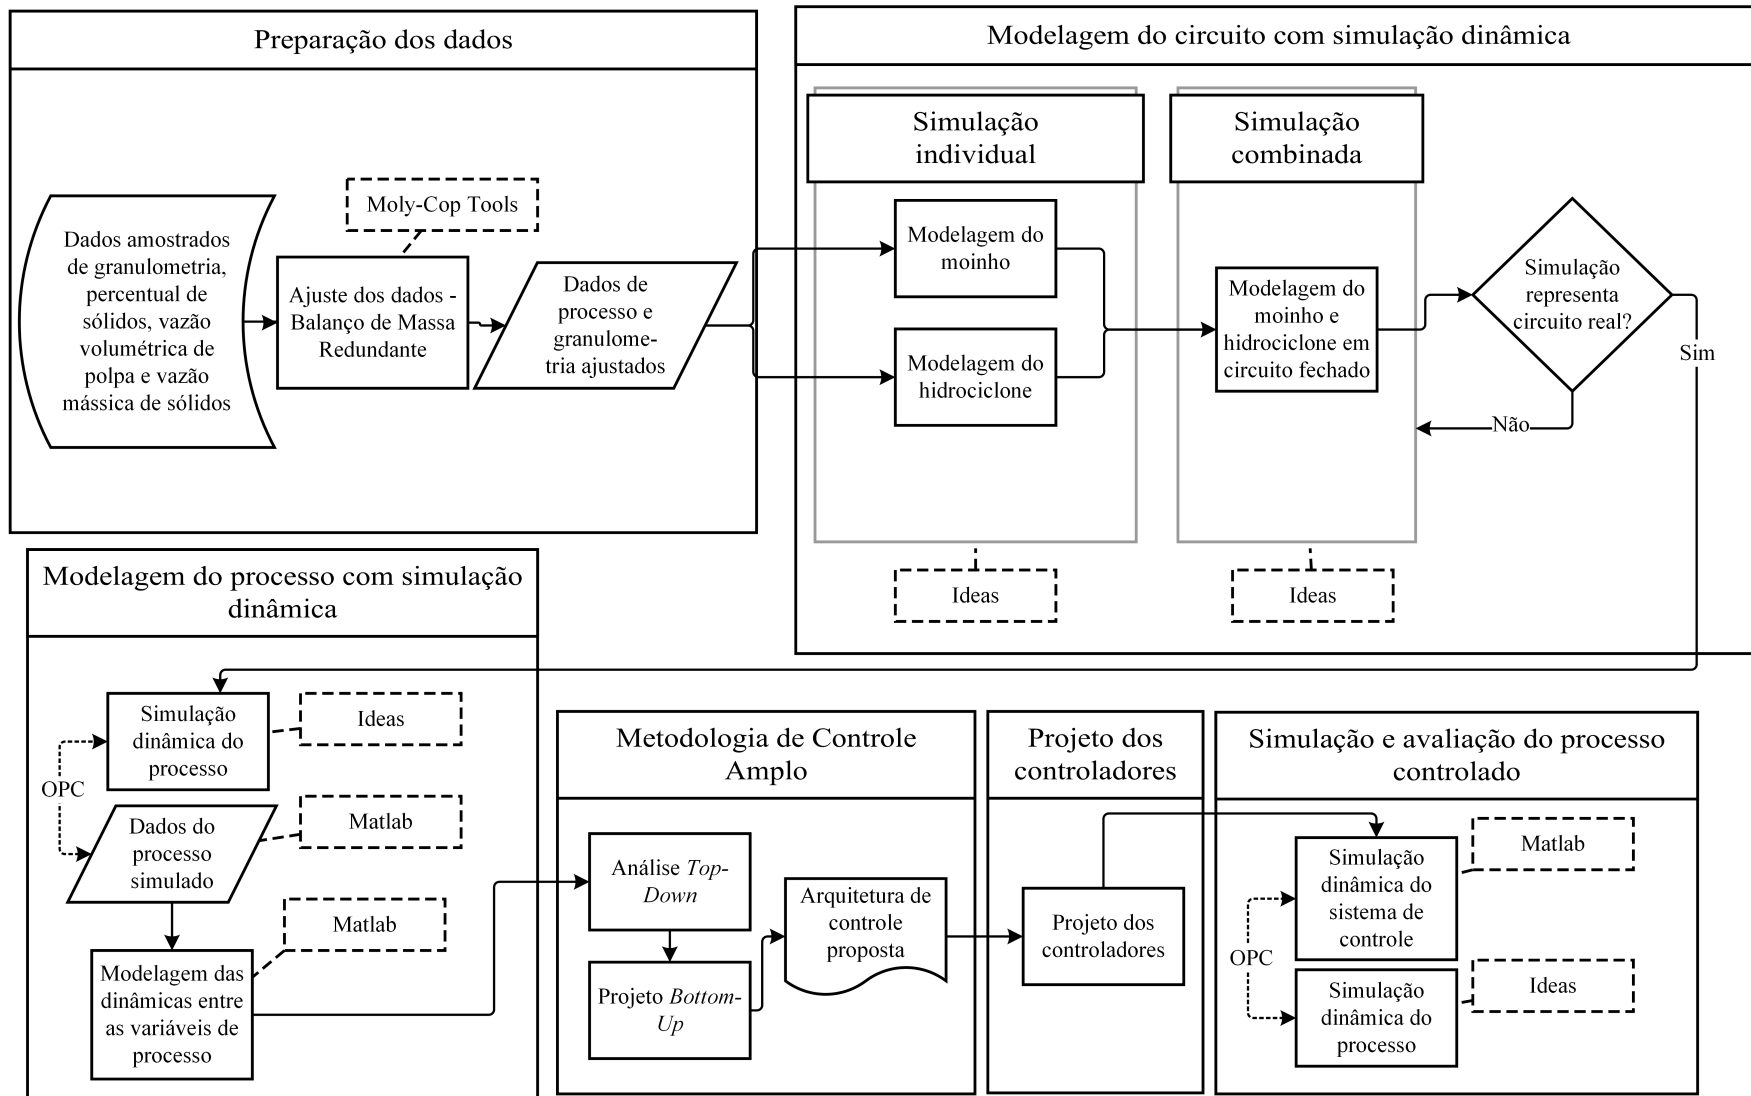 Preparação dos dados
Dados amostrados
de granulometria,
percentual de
sólidos, vazão
volumétrica de
polpa e vazão
mássica de sólidos
Moly-Cop Tools
Ajuste dos dados -
Balanço de Massa
Redundante
Dados de
processo e
granulome-
tria ajustados
Modelagem do circuito com simulação dinâmica
Simulação
individual
Modelagem do
moinho
Modelagem do
hidrociclone
Ideas
Simulação
combinada
Modelagem do
moinho e
hidrociclone em
circuito fechado
Ideas
Simulação
representa
circuito real?
Não
Sim
Modelagem do processo com simulação
dinâmica
Simulação
dinâmica do
processo
Ideas
OPC
Dados do
processo
simulado
Matlab
Matlab
Modelagem das
dinâmicas entre
as variáveis de
processo
Metodologia de Controle
Amplo
Análise Top-
Down
Projeto Bottom-
Up
Arquitetura de
controle
proposta
Projeto dos
controladores
Projeto dos
controladores
Simulação e avaliação do processo
controlado
Simulação
dinâmica do
sistema de
controle
Matlab
OPC
Simulação
dinâmica do
processo
Ideas